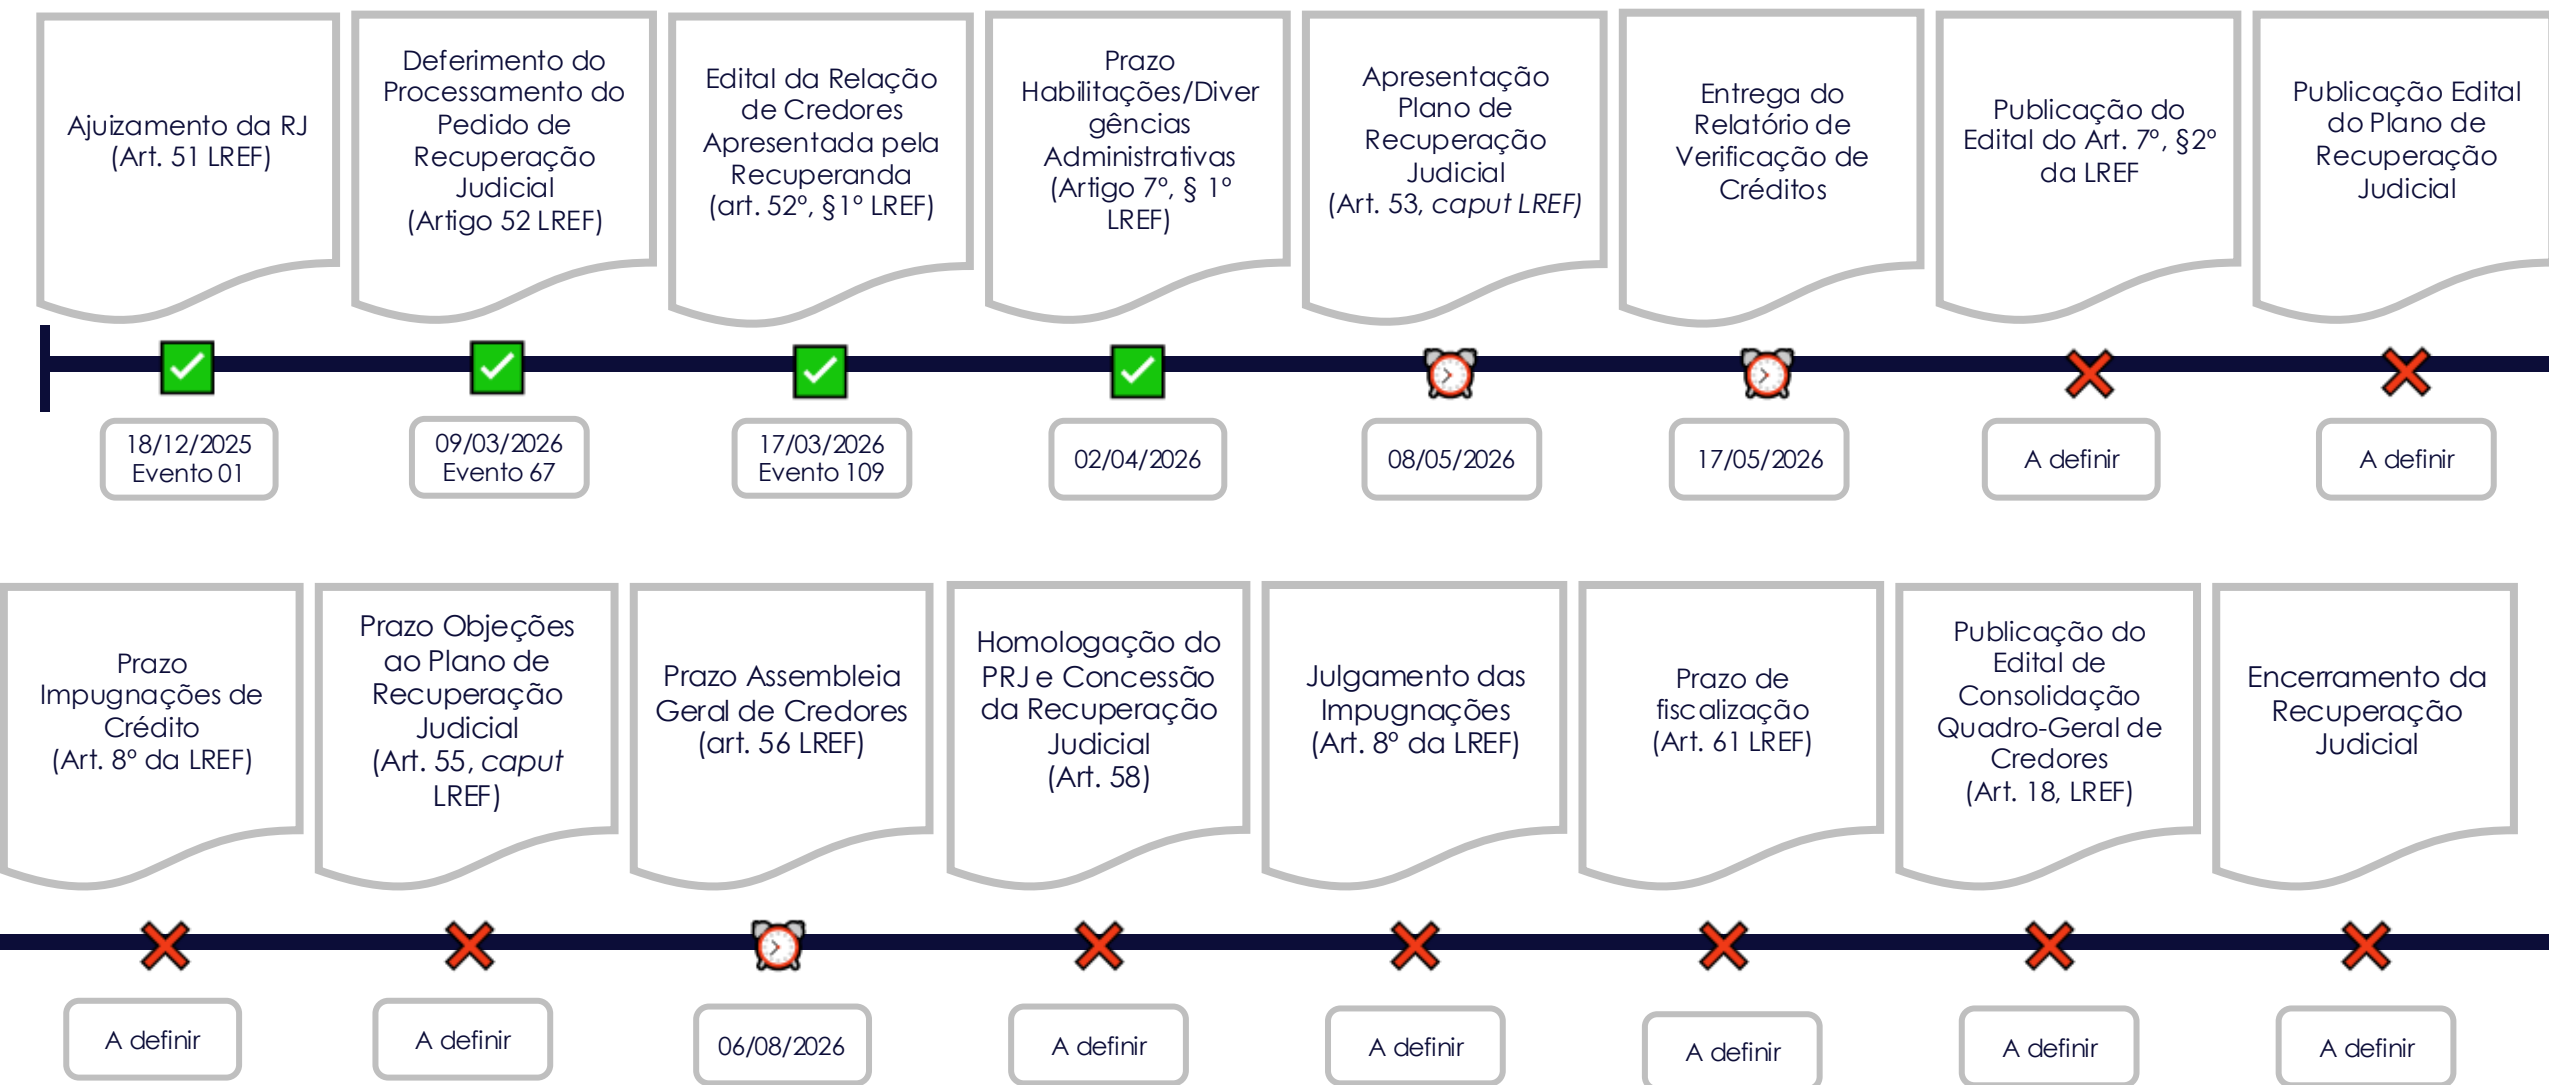 Ajuizamento da RJ
(Art. 51 LREF)
Deferimento do
Processamento do
Pedido de
Recuperação
Judicial
(Artigo 52 LREF)
Edital da Relação
de Credores
Apresentada pela
Recuperanda
(art. 52º, §1º LREF)
Prazo
Habilitações/Diver
gências
Administrativas
(Artigo 7º, § 1º
LREF)
Apresentação
Plano de
Recuperação
Judicial
(Art. 53, caput LREF)
Entrega do
Relatório de
Verificação de
Créditos
Publicação do
Edital do Art. 7º, §2º
da LREF
Publicação Edital
do Plano de
Recuperação
Judicial
18/12/2025
Evento 01
09/03/2026
Evento 67
17/03/2026
Evento 109
02/04/2026
08/05/2026
17/05/2026
A definir
A definir
Prazo
Impugnações de
Crédito
(Art. 8º da LREF)
Prazo Objeções
ao Plano de
Recuperação
Judicial
(Art. 55, caput
LREF)
Prazo Assembleia
Geral de Credores
(art. 56 LREF)
Homologação do
PRJ e Concessão
da Recuperação
Judicial
(Art. 58)
Julgamento das
Impugnações
(Art. 8º da LREF)
Prazo de
fiscalização
(Art. 61 LREF)
Publicação do
Edital de
Consolidação
Quadro-Geral de
Credores
(Art. 18, LREF)
Encerramento da
Recuperação
Judicial
A definir
A definir
06/08/2026
A definir
A definir
A definir
A definir
A definir